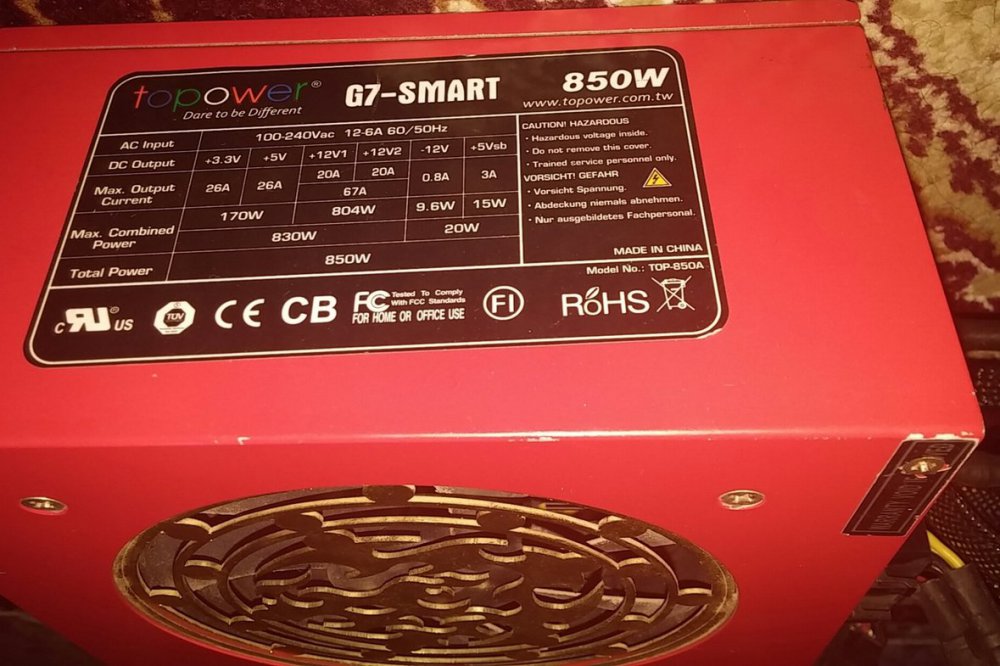 topower®
Dare to be Different
G7-SMART
850W
www.topower.com.tw
AC Input 100-240Vac 12-6A 60/50Hz
DC Output +3.3V +5V +12V1 +12V2 -12V +5Vsb
Max. Output Current 26A 26A 20A 20A 67A 0.8A 3A
Max. Combined Power 170W 804W 9.6W 15W
830W 20W
Total Power 850W
CAUTION! HAZARDOUS
• Hazardous voltage inside.
• Do not remove this cover.
• Trained service personnel only.
VORSICHT! GEFAHR
• Vorsicht Spannung.
• Abdeckung niemals abnehmen.
• Nur ausgebildetes Fachpersonal.
MADE IN CHINA
Model No.: TOP-850A
c RU® US
TÜV
CE
CB
FC Tested To Comply
With FCC Standards
FOR HOME OR OFFICE USE
FI
RoHS